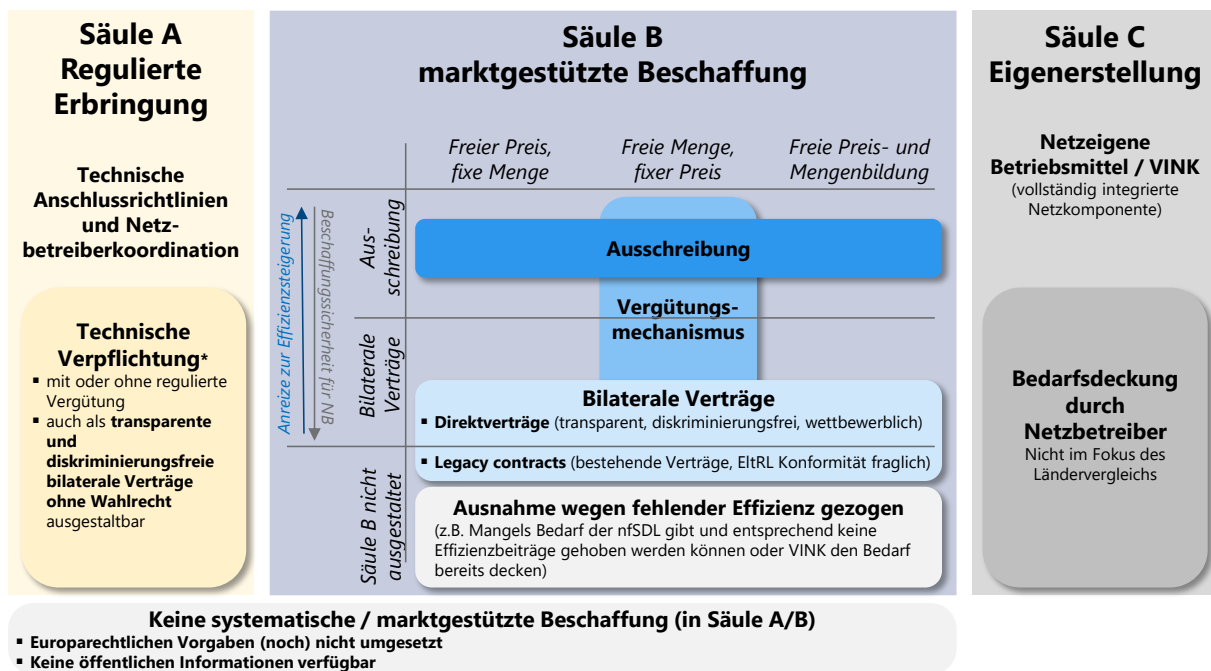 Säule A
Regulierte
Erbringung
Technische
Anschlussrichtlinien
und Netz-
betreiberkoordination
Technische
Verpflichtung*
▪ mit oder ohne regulierte
Vergütung
▪ auch als transparente
und
diskriminierungsfreie
bilaterale Verträge
ohne Wahlrecht
ausgestaltbar
Säule B
marktgestützte Beschaffung
Freier Preis,
fixe Menge
Freie Menge,
fixer Preis
Freie Preis- und
Mengenbildung
Anreize zur Effizienzsteigerung
Beschaffungssicherheit für NB
Aus-
schreibung
Ausschreibung
Vergütungs-
mechanismus
Bilaterale
Verträge
Bilaterale Verträge
▪ Direktverträge (transparent, diskriminierungsfrei, wettbewerblich)
▪ Legacy contracts (bestehende Verträge, EltRL Konformität fraglich)
Säule B nicht
ausgestaltet
Ausnahme wegen fehlender Effizienz gezogen
(z.B. Mangels Bedarf der nfSDL gibt und entsprechend keine
Effizienzbeiträge gehoben werden können oder VINK den Bedarf
bereits decken)
Säule C
Eigenerstellung
Netzeigene
Betriebsmittel / VINK
(vollständig integrierte
Netzkomponente)
Bedarfsdeckung
durch
Netzbetreiber
Nicht im Fokus des
Ländervergleichs
Keine systematische / marktgestützte Beschaffung (in Säule A/B)
▪ Europarechtlichen Vorgaben (noch) nicht umgesetzt
▪ Keine öffentlichen Informationen verfügbar